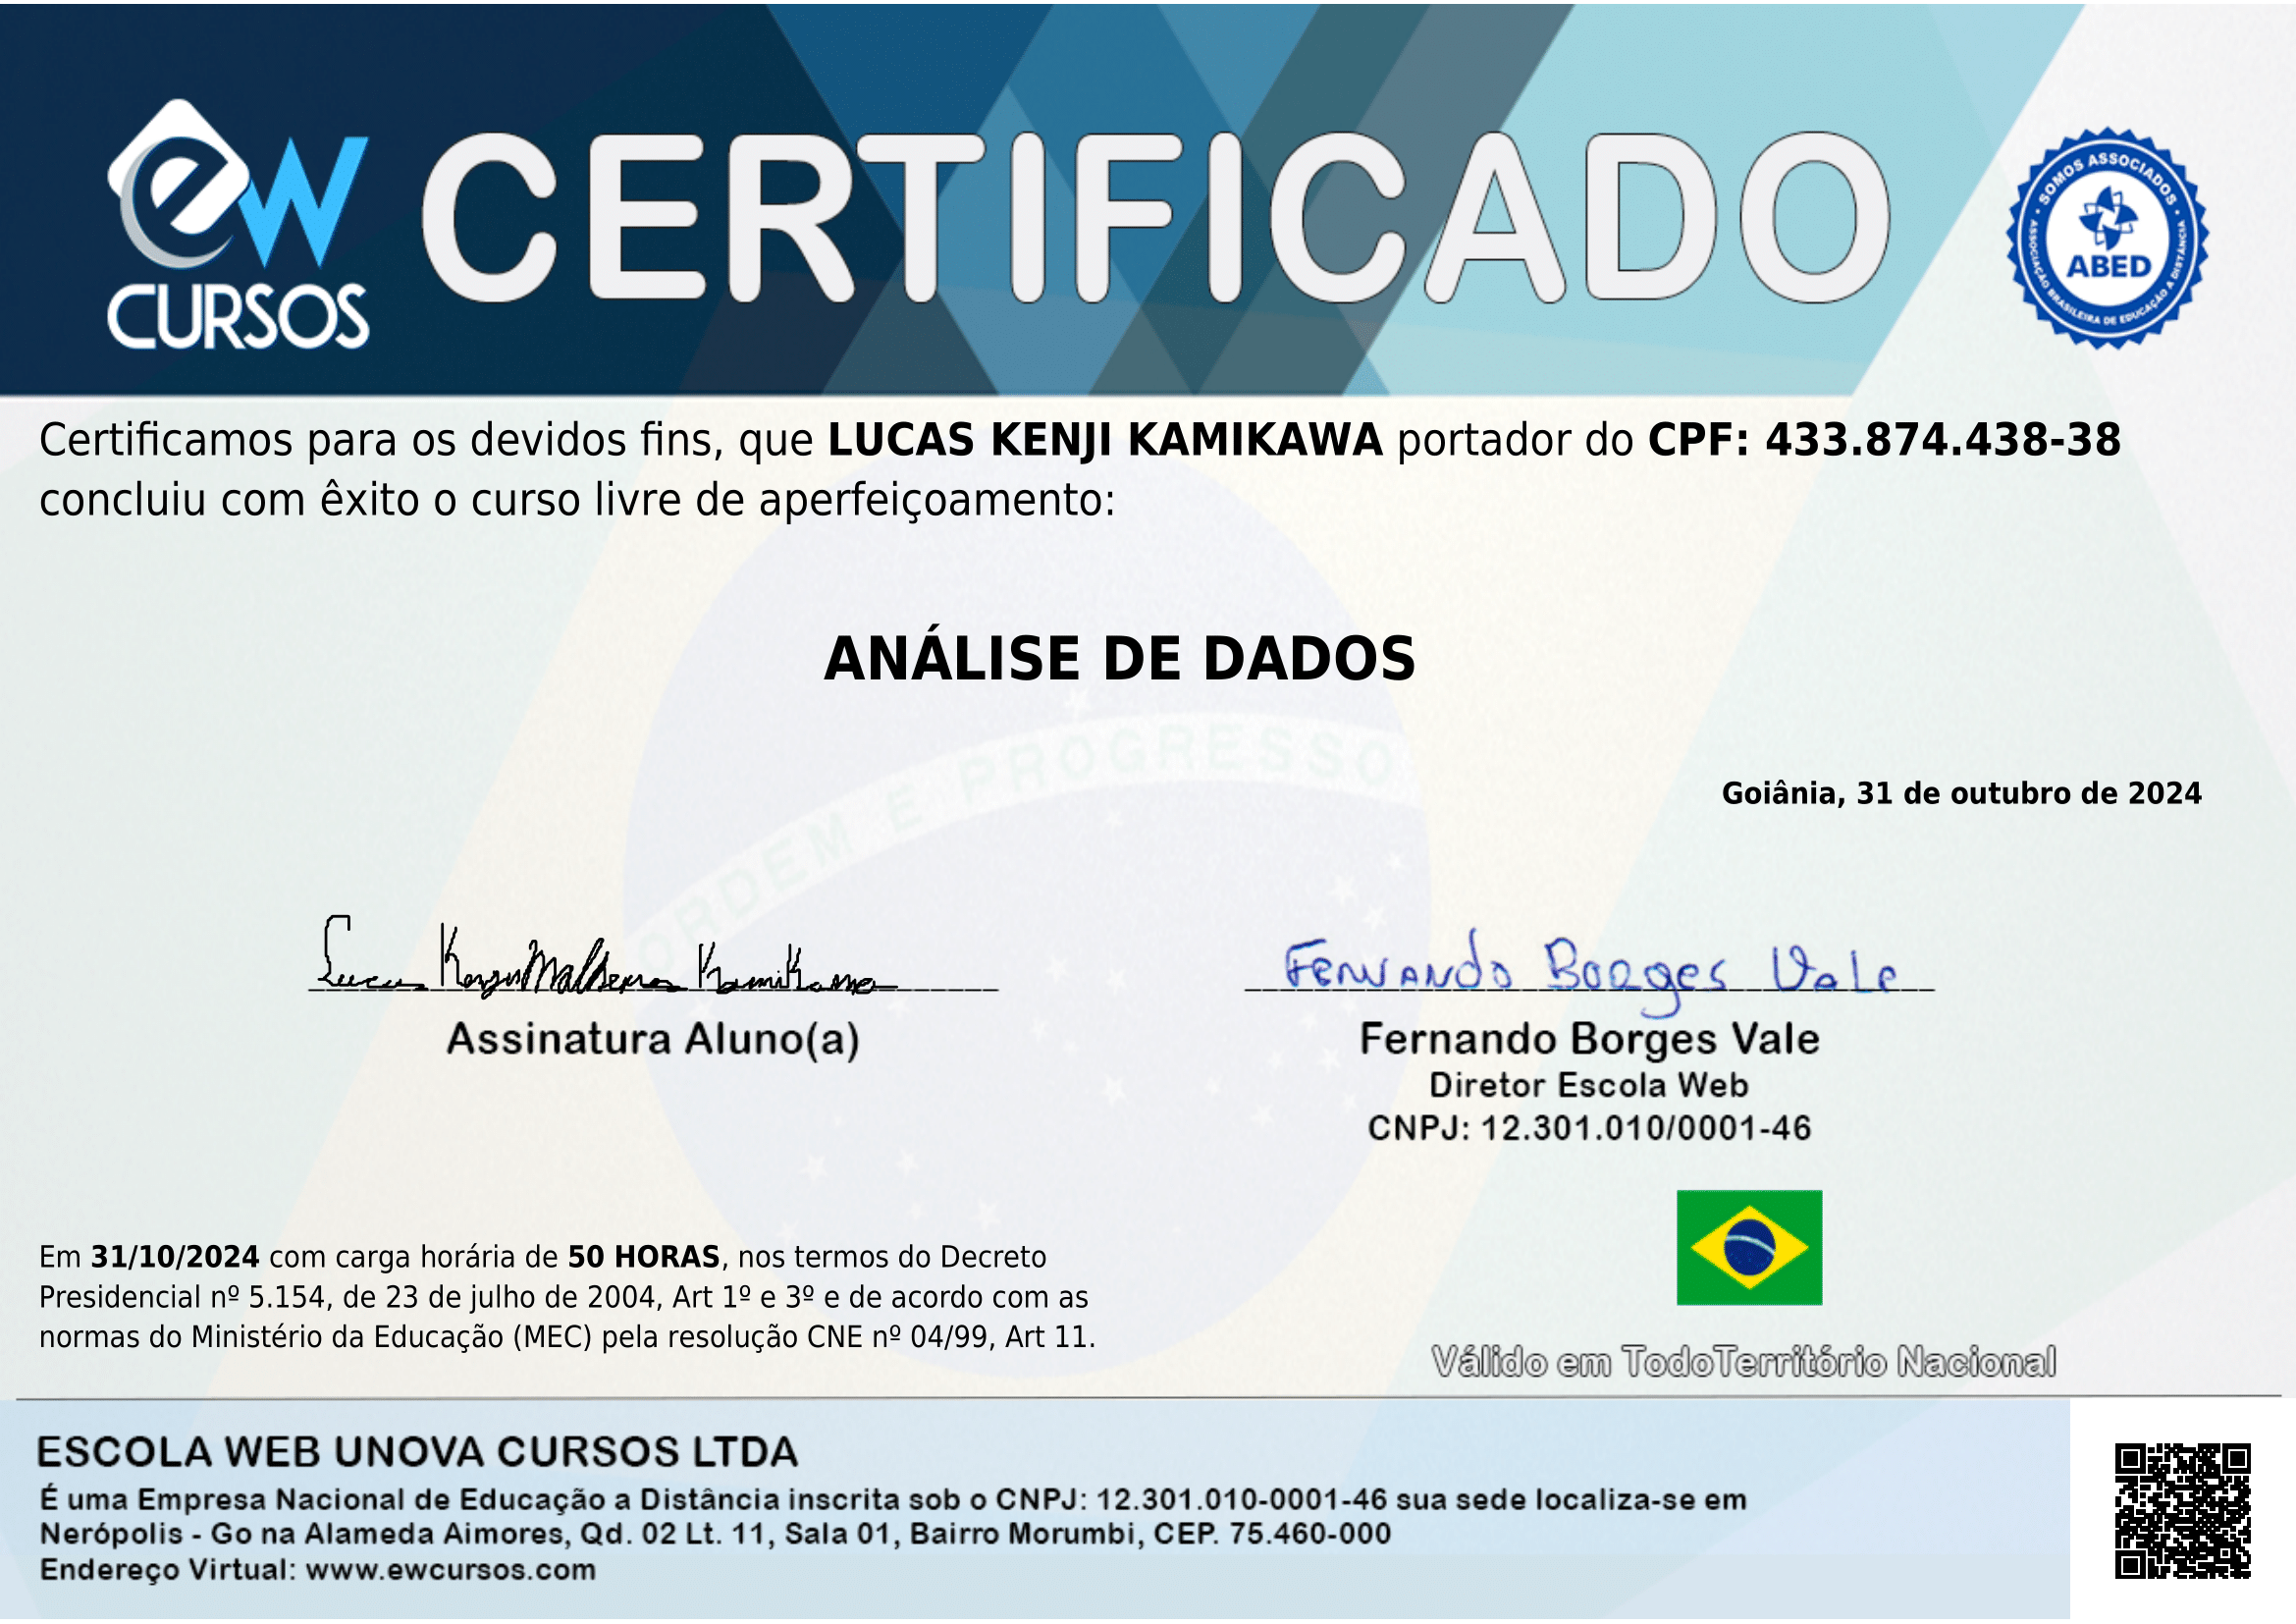 ew
CURSOS
CERTIFICADO
SOMOS ASSOCIADOS
ABED
ASSOCIAÇÃO BRASILEIRA DE EDUCAÇÃO A DISTÂNCIA
Certificamos para os devidos fins, que LUCAS KENJI KAMIKAWA portador do CPF: 433.874.438-38
concluiu com êxito o curso livre de aperfeiçoamento:
ANÁLISE DE DADOS
ORDEM E PROGRESSO
Goiânia, 31 de outubro de 2024
Lucas Kenji Malheiros Kamikawa
Fernando Borges Vale
Assinatura Aluno(a)
Fernando Borges Vale
Diretor Escola Web
CNPJ: 12.301.010/0001-46
Em 31/10/2024 com carga horária de 50 HORAS, nos termos do Decreto
Presidencial nº 5.154, de 23 de julho de 2004, Art 1º e 3º e de acordo com as
normas do Ministério da Educação (MEC) pela resolução CNE nº 04/99, Art 11.
Válido em TodoTerritório Nacional
ESCOLA WEB UNOVA CURSOS LTDA
É uma Empresa Nacional de Educação a Distância inscrita sob o CNPJ: 12.301.010-0001-46 sua sede localiza-se em
Nerópolis - Go na Alameda Aimores, Qd. 02 Lt. 11, Sala 01, Bairro Morumbi, CEP. 75.460-000
Endereço Virtual: www.ewcursos.com